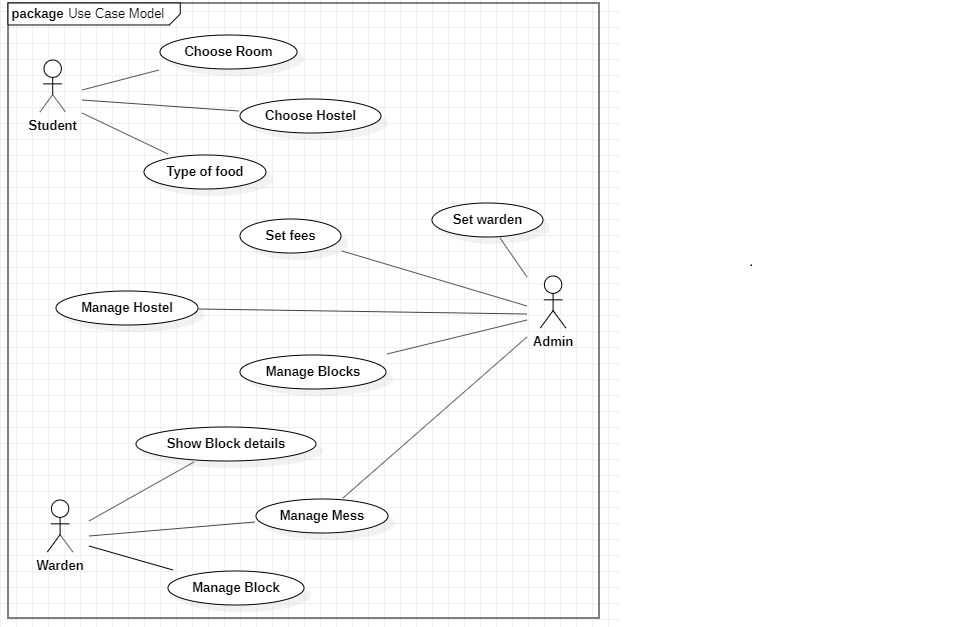 package Use Case Model
Choose Room
Student
Choose Hostel
Type of food
Set warden
Set fees
Manage Hostel
Admin
Manage Blocks
Show Block details
Manage Mess
Warden
Manage Block